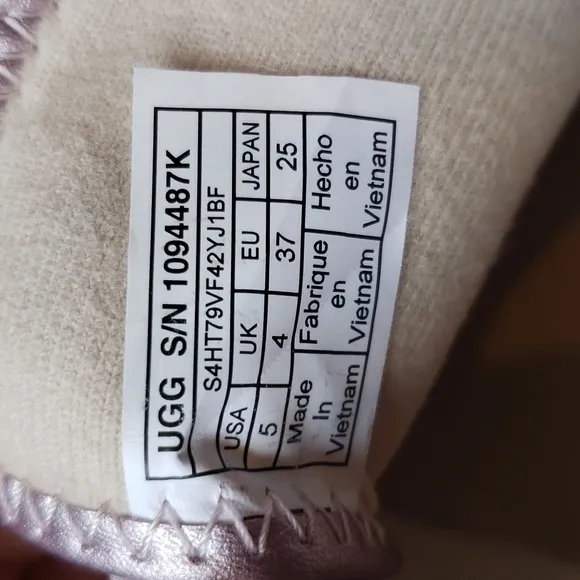 UGG S/N 1094487K
S4HT79VF42YJ1BF
USA UK EU JAPAN
5 4 37 25
Made In Vietnam
Fabrique en Vietnam
Hecho en Vietnam